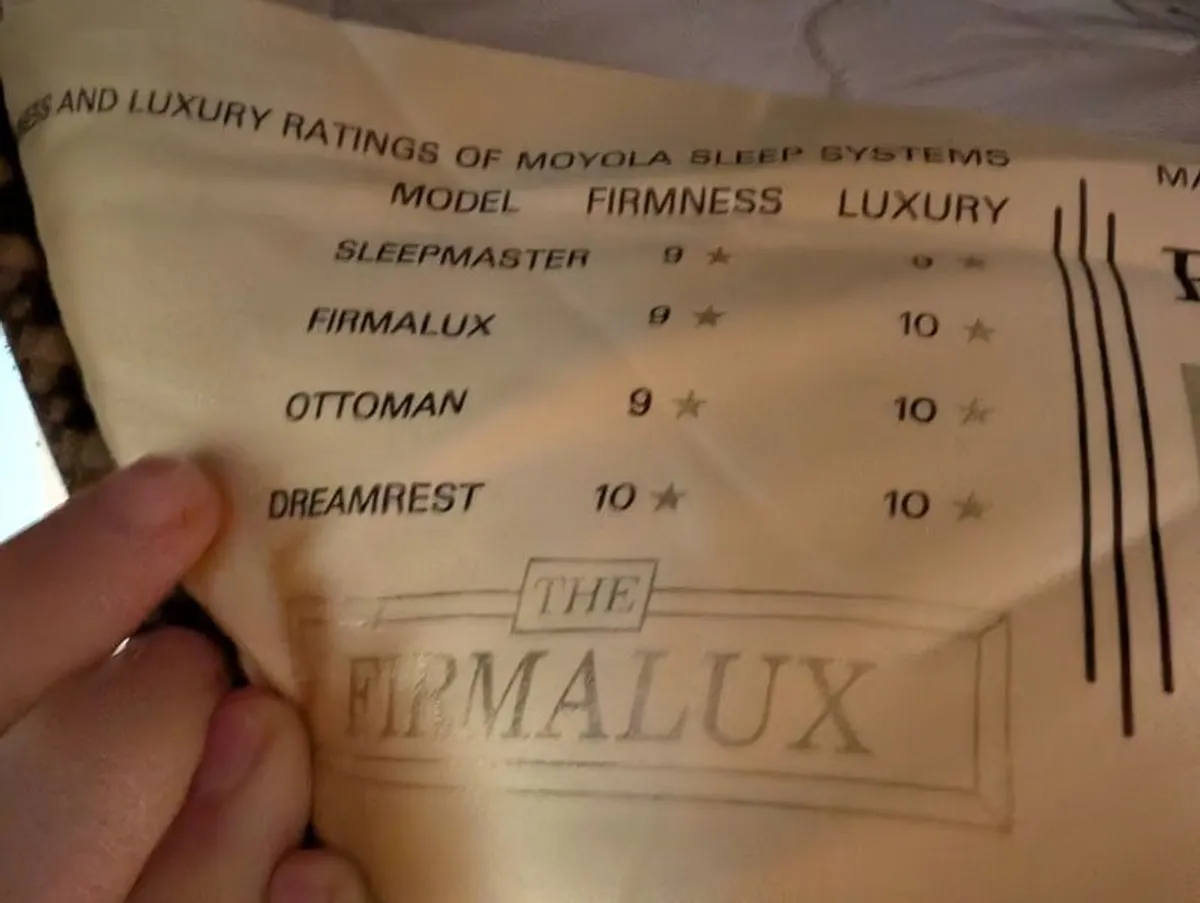 AND LUXURY RATINGS OF MOYOLA SLEEP SYSTEMS
MODEL FIRMNESS LUXURY
SLEEPMASTER 9 ★ 9 ★
FIRMALUX 9 ★ 10 ★
OTTOMAN 9 ★ 10 ★
DREAMREST 10 ★ 10 ★
THE
FIRMALUX